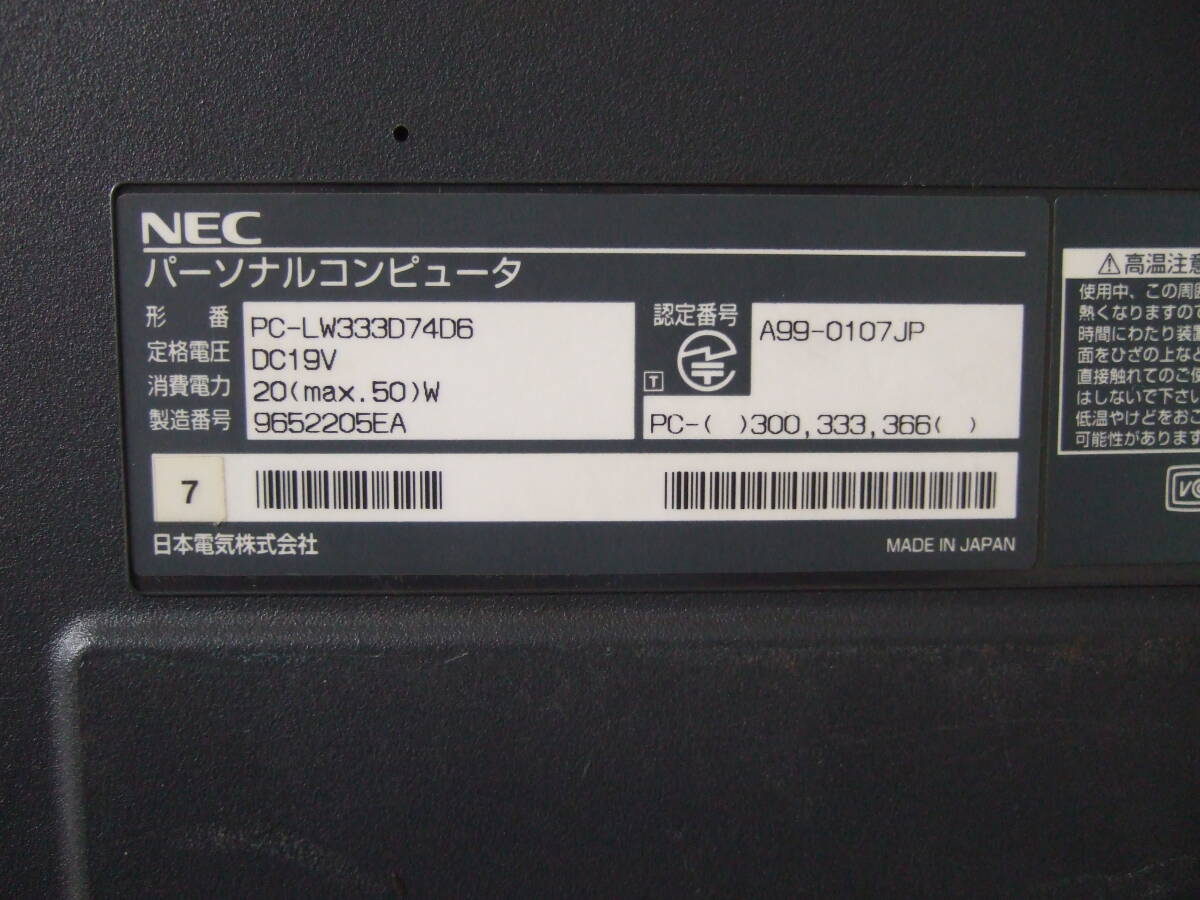 NEC
パーソナルコンピュータ
形 番 PC-LW333D74D6
定格電圧 DC19V
消費電力 20(max.50)W
製造番号 9652205EA
認定番号 A99-0107JP
T
PC-( )300,333,366( )
7
日本電気株式会社
MADE IN JAPAN
⚠高温注意
使用中、この周
熱くなりますので
時間にわたり装
面をひざの上など
直接触れてのご
はしないで下さい
低温やけどをおこ
可能性があります